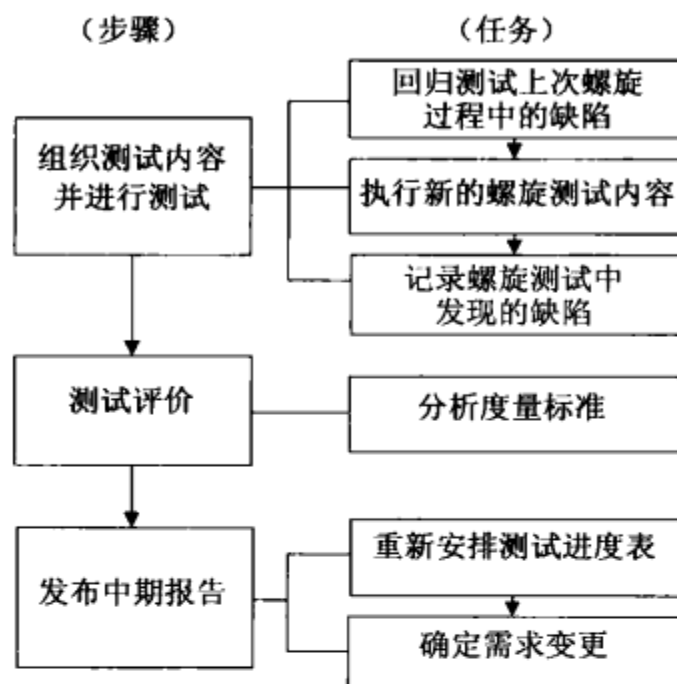 （步骤）
（任务）
组织测试内容
并进行测试
回归测试上次螺旋
过程中的缺陷
执行新的螺旋测试内容
记录螺旋测试中
发现的缺陷
测试评价
分析度量标准
发布中期报告
重新安排测试进度表
确定需求变更